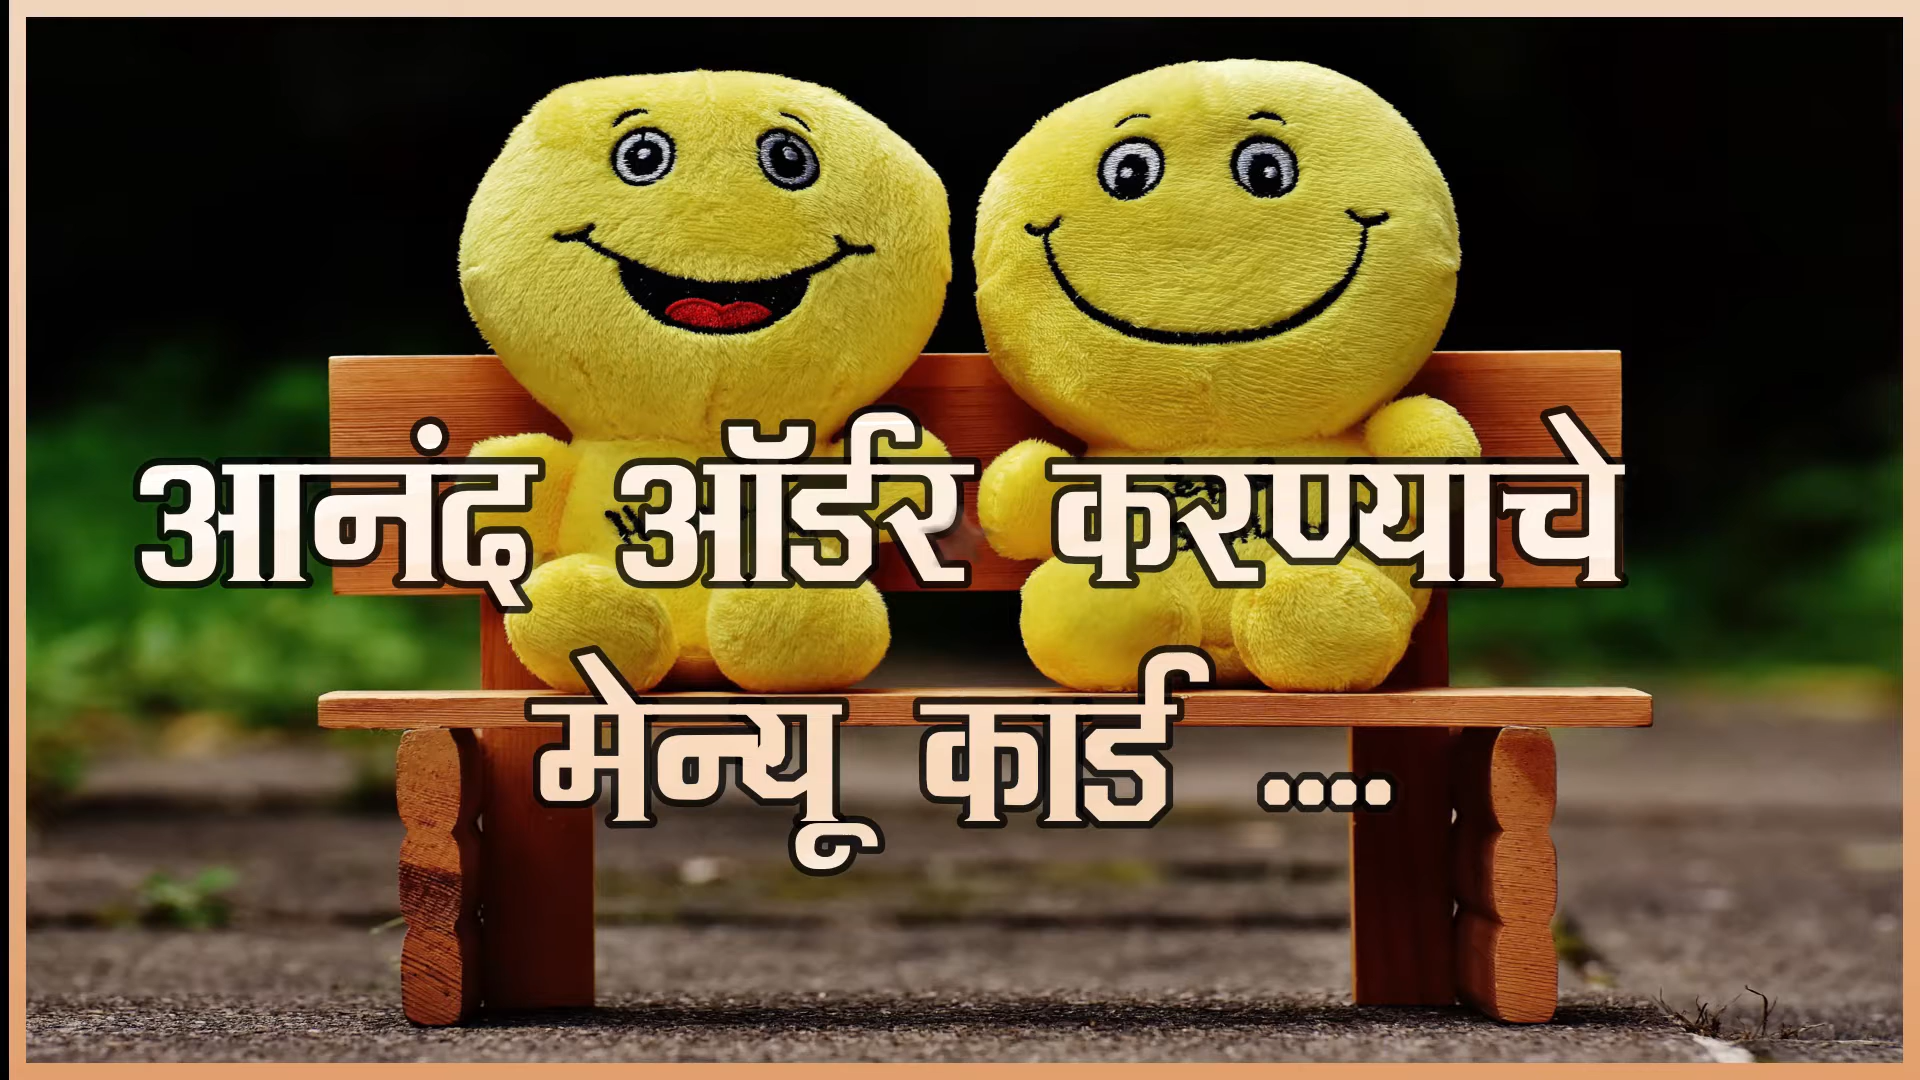 आनंद ऑर्डर करण्याचे
मेन्यू कार्ड ....